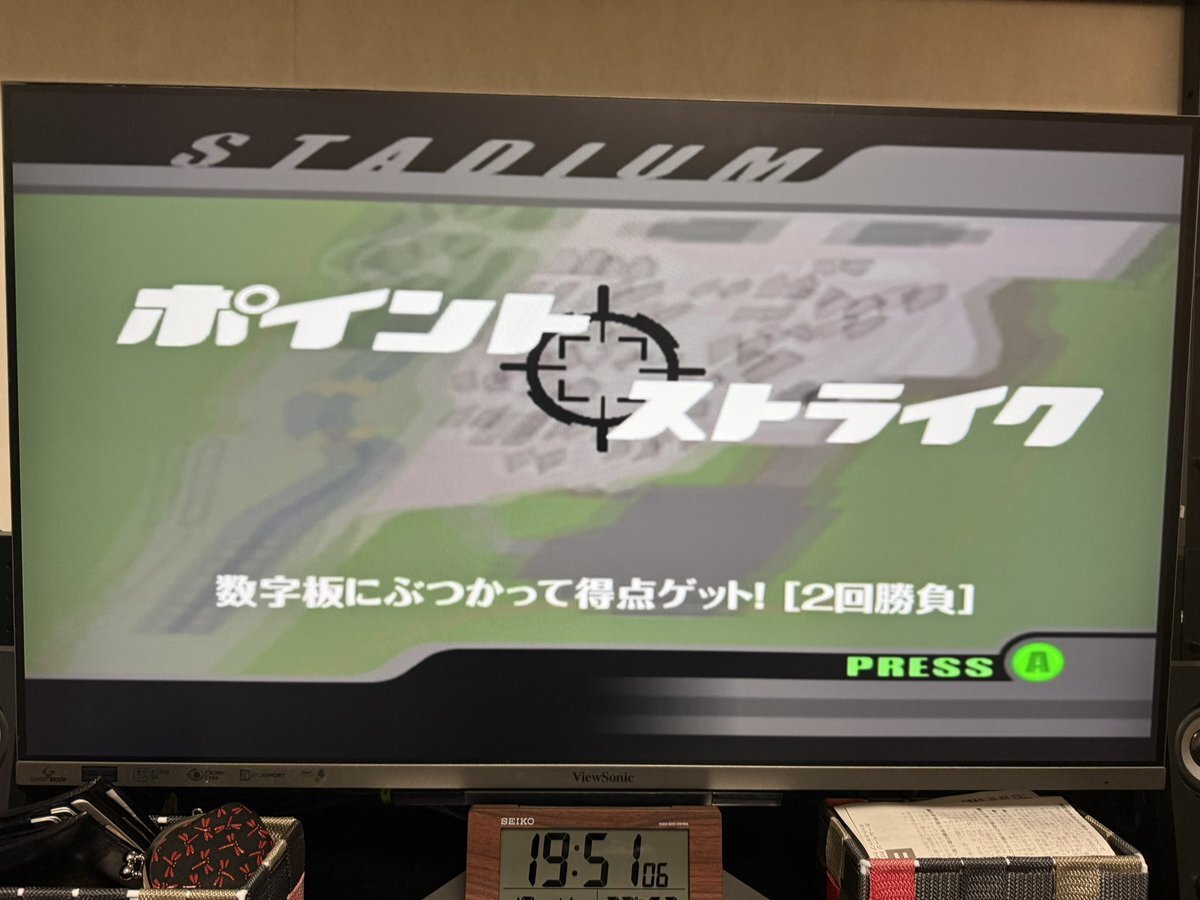 STADIUM
ポイント
ストライク
数字板にぶつかって得点ゲット! [2回勝負]
PRESS A
ViewSonic
SEIKO
19:51 06